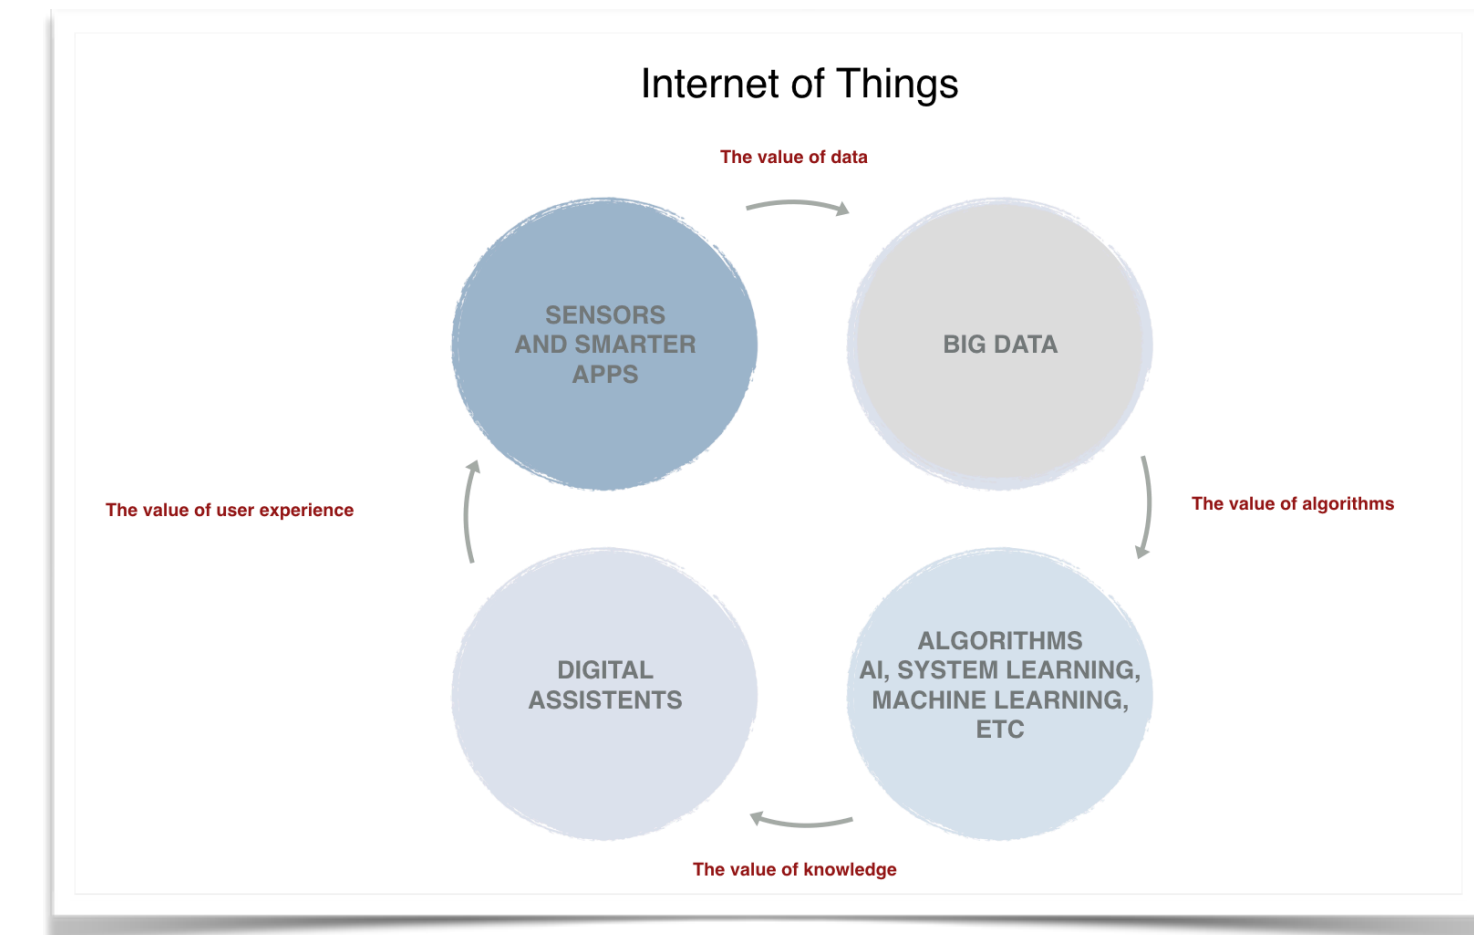 Internet of Things
The value of data
SENSORS
AND SMARTER
APPS
BIG DATA
The value of user experience
The value of algorithms
DIGITAL
ASSISTENTS
ALGORITHMS
AI, SYSTEM LEARNING,
MACHINE LEARNING,
ETC
The value of knowledge